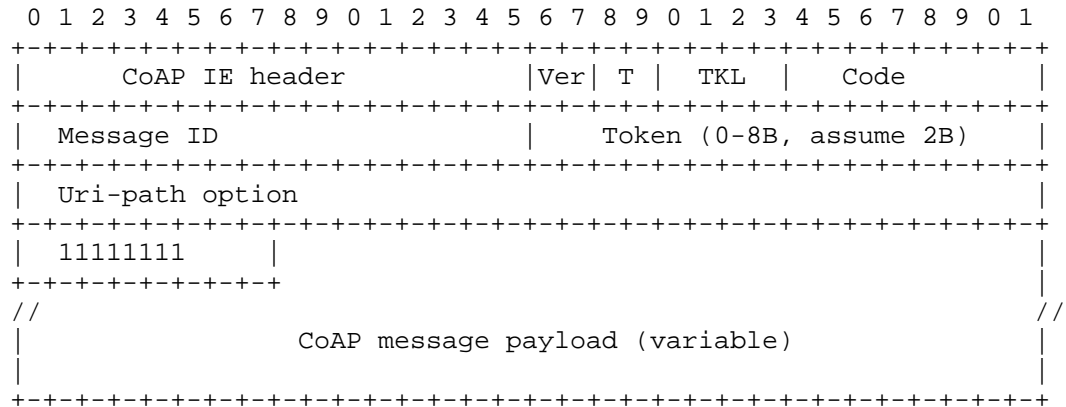 0 1 2 3 4 5 6 7 8 9 0 1 2 3 4 5 6 7 8 9 0 1 2 3 4 5 6 7 8 9 0 1
+-+-+-+-+-+-+-+-+-+-+-+-+-+-+-+-+-+-+-+-+-+-+-+-+-+-+-+-+-+-+-+-+
|      CoAP IE header           |Ver| T |  TKL  |   Code        |
+-+-+-+-+-+-+-+-+-+-+-+-+-+-+-+-+-+-+-+-+-+-+-+-+-+-+-+-+-+-+-+-+
|  Message ID                   |    Token (0-8B, assume 2B)    |
+-+-+-+-+-+-+-+-+-+-+-+-+-+-+-+-+-+-+-+-+-+-+-+-+-+-+-+-+-+-+-+-+
|  Uri-path option                                              |
+-+-+-+-+-+-+-+-+-+-+-+-+-+-+-+-+-+-+-+-+-+-+-+-+-+-+-+-+-+-+-+-+
|  11111111     |                                               |
+-+-+-+-+-+-+-+-+                                               |
//                                                              //
|                 CoAP message payload (variable)               |
|                                                               |
+-+-+-+-+-+-+-+-+-+-+-+-+-+-+-+-+-+-+-+-+-+-+-+-+-+-+-+-+-+-+-+-+